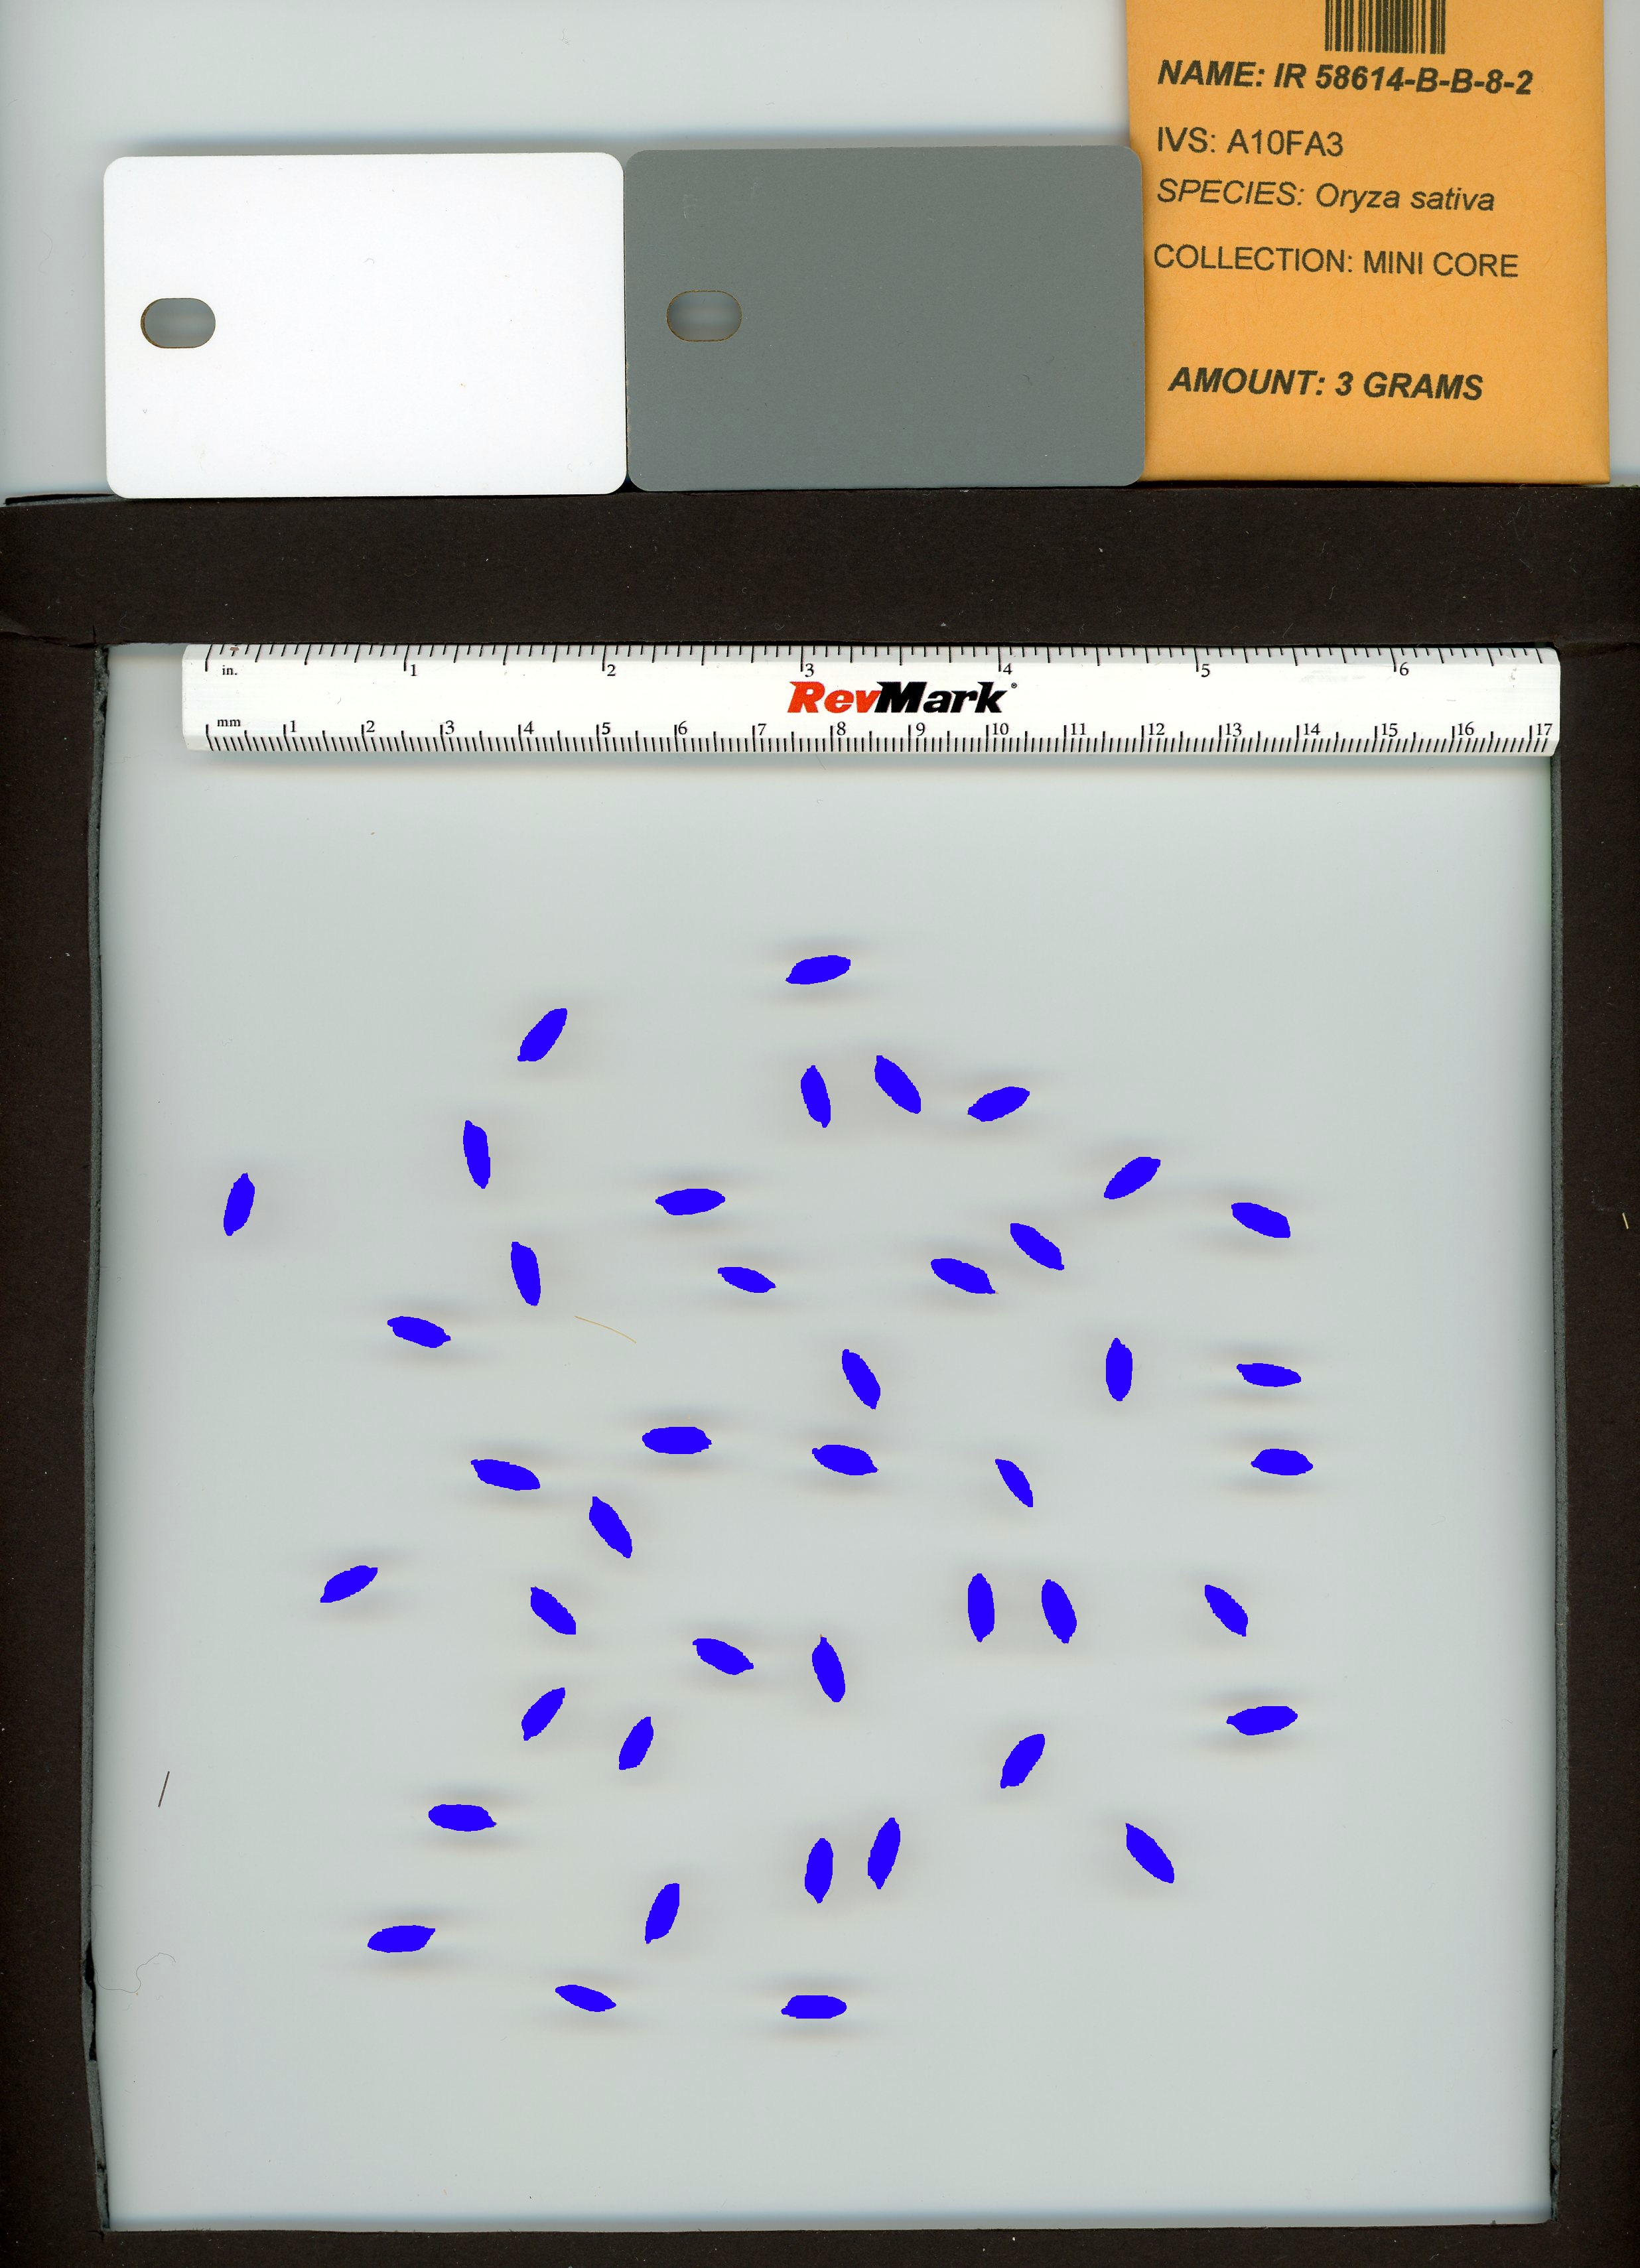 NAME: IR 58614-B-B-8-2
IVS: A10FA3
SPECIES: Oryza sativa
COLLECTION: MINI CORE
AMOUNT: 3 GRAMS
in. 1 2 3 4 5 6
RevMark®
mm 1 2 3 4 5 6 7 8 9 10 11 12 13 14 15 16 17